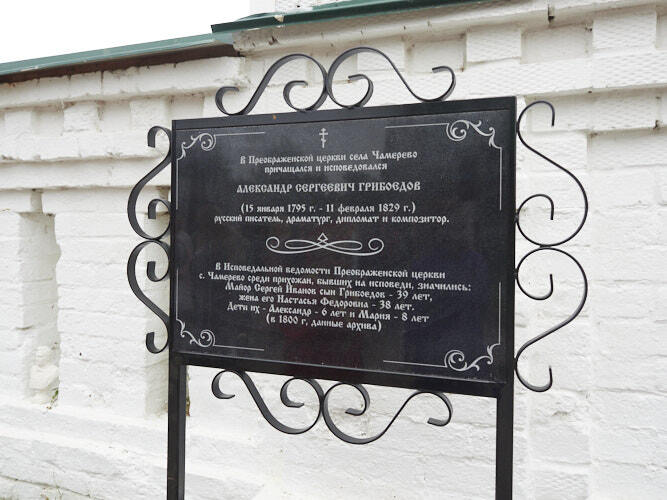 В Преображенской церкви села Чамерево
причащался и исповедовался
АЛЕКСАНДР СЕРГЕЕВИЧ ГРИБОЕДОВ
(15 января 1795 г. - 11 февраля 1829 г.)
русский писатель, драматург, дипломат и композитор.
В Исповедальной ведомости Преображенской церкви
с. Чамерево среди прихожан, бывших на исповеди, значились:
Майор Сергей Иванов сын Грибоедов - 39 лет,
жена его Настасья Федоровна - 38 лет.
Дети их - Александр - 6 лет и Мария - 8 лет
(в 1800 г, данные архива)